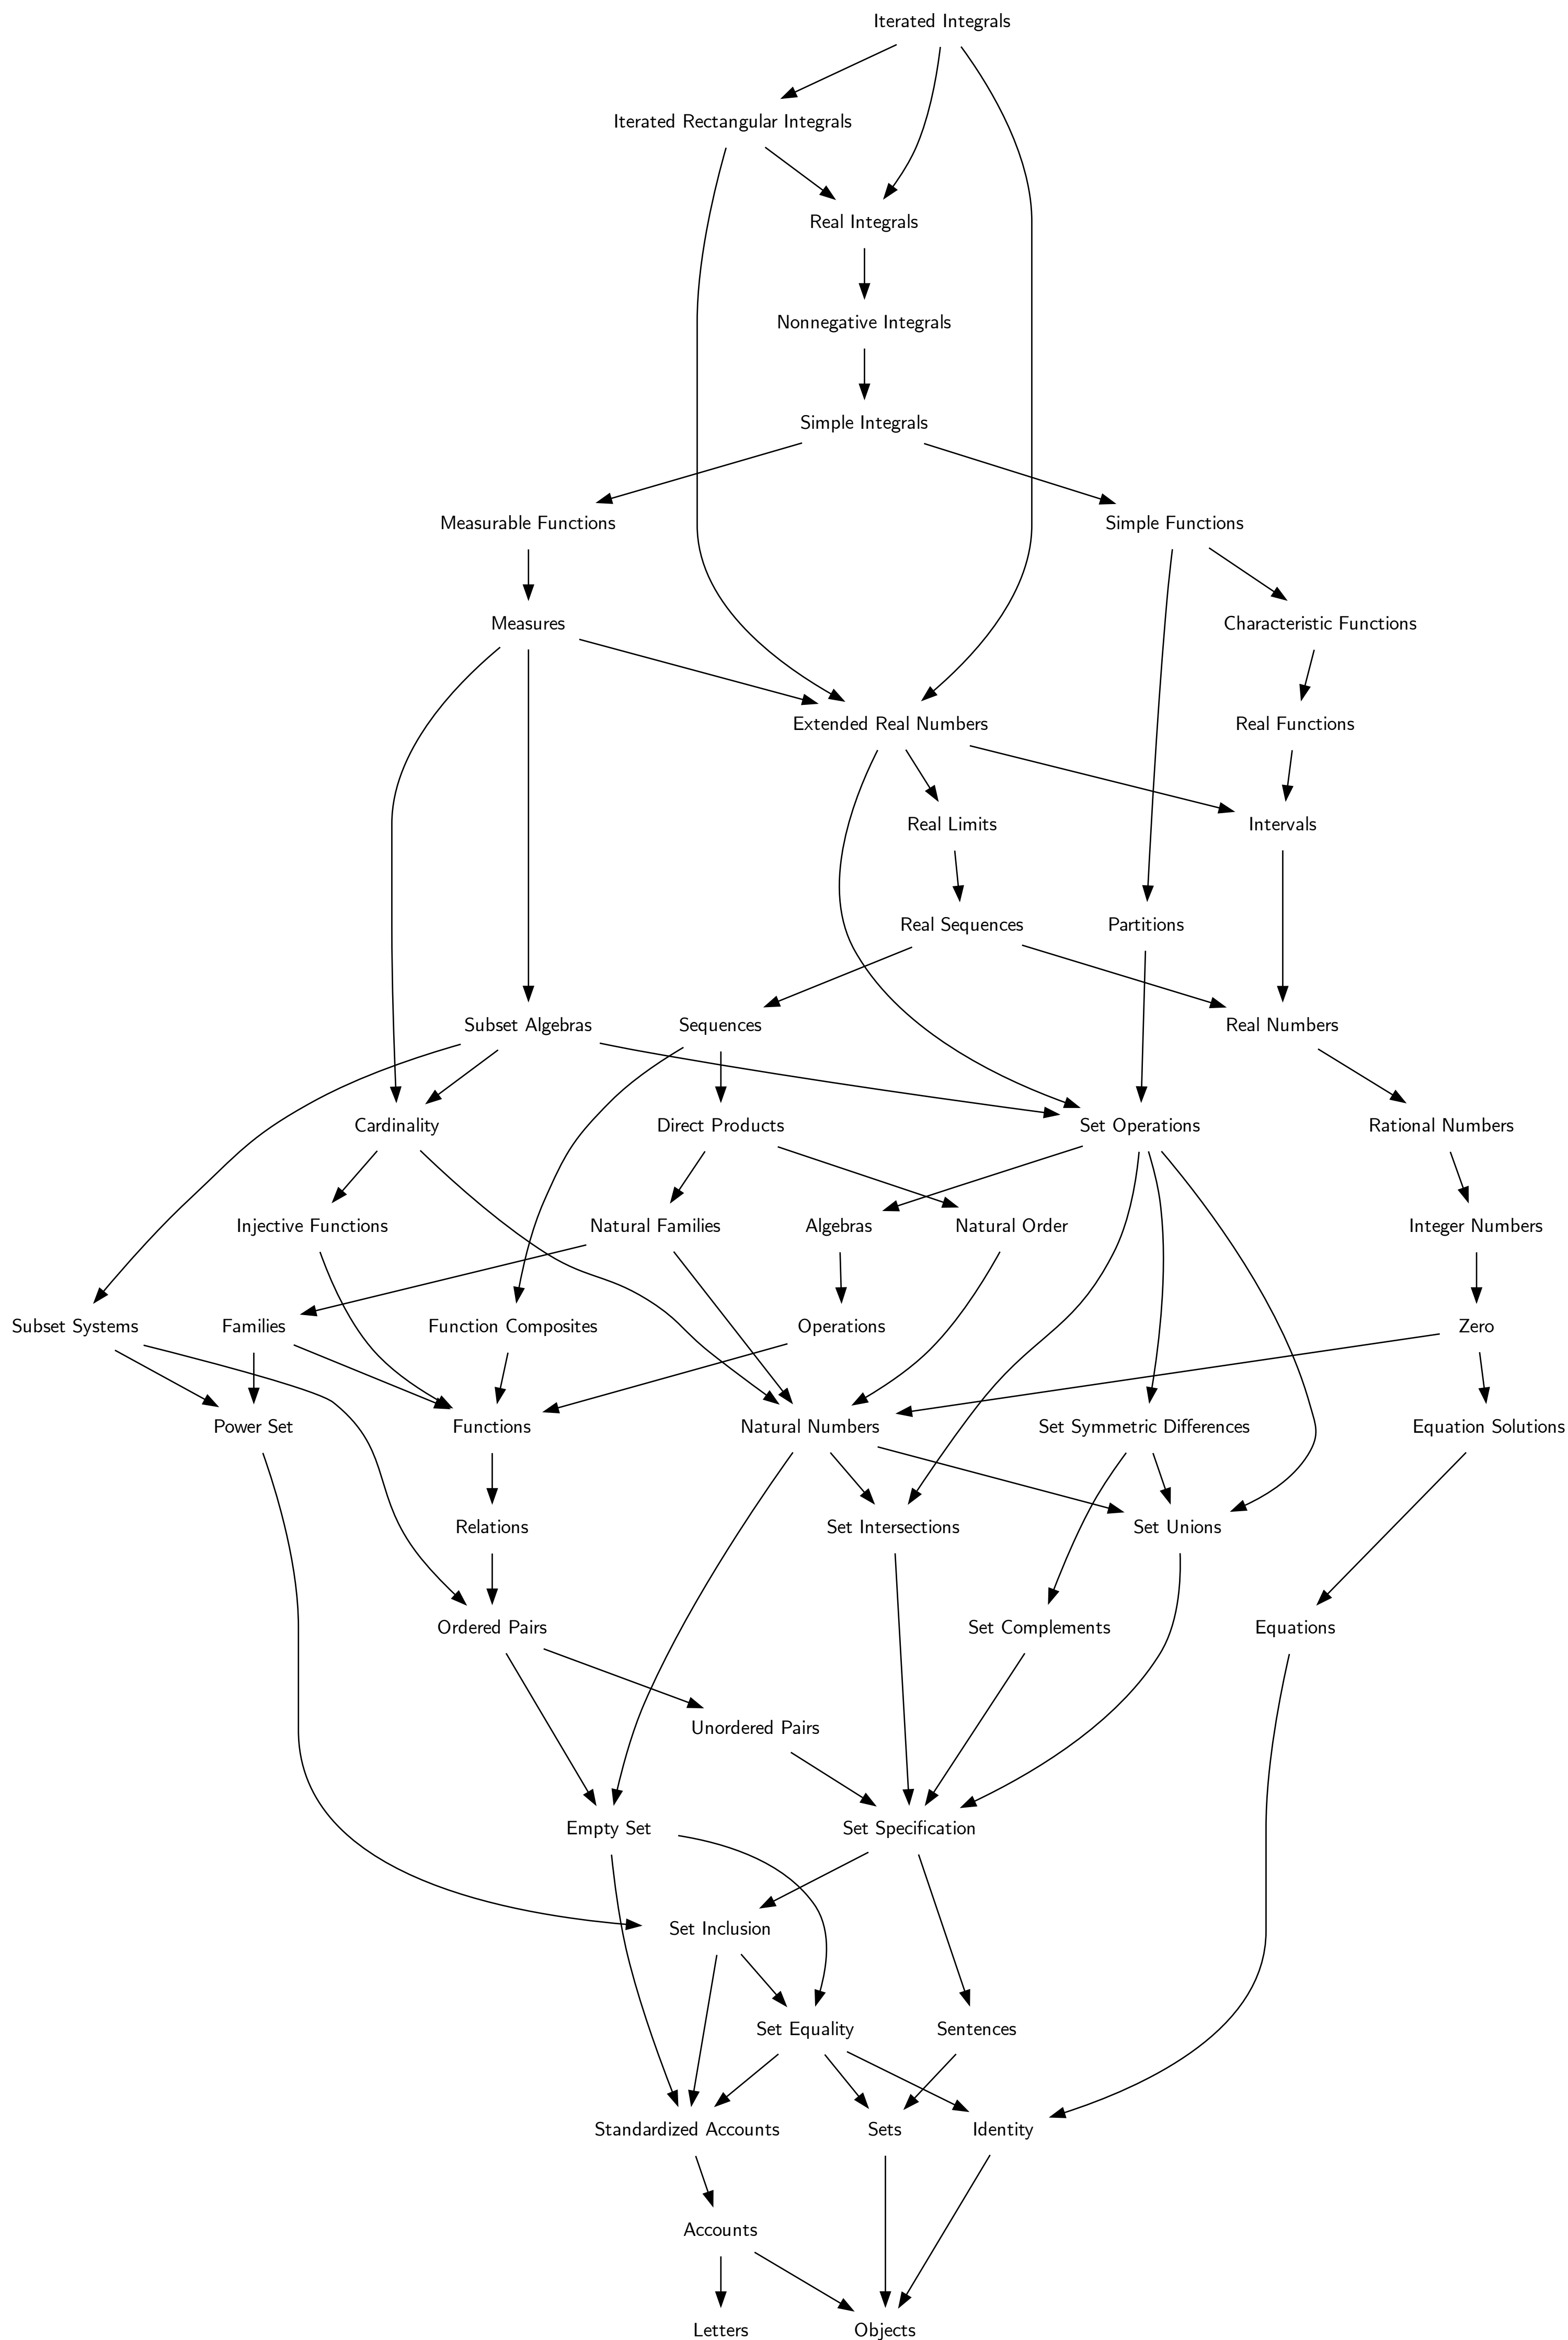 Iterated Integrals
Iterated Rectangular Integrals
Real Integrals
Nonnegative Integrals
Simple Integrals
Measurable Functions
Simple Functions
Measures
Characteristic Functions
Extended Real Numbers
Real Functions
Real Limits
Intervals
Real Sequences
Partitions
Subset Algebras
Sequences
Real Numbers
Cardinality
Direct Products
Set Operations
Rational Numbers
Injective Functions
Natural Families
Algebras
Natural Order
Integer Numbers
Subset Systems
Families
Function Composites
Operations
Zero
Power Set
Functions
Natural Numbers
Set Symmetric Differences
Equation Solutions
Relations
Set Intersections
Set Unions
Ordered Pairs
Set Complements
Equations
Unordered Pairs
Empty Set
Set Specification
Set Inclusion
Set Equality
Sentences
Standardized Accounts
Sets
Identity
Accounts
Letters
Objects